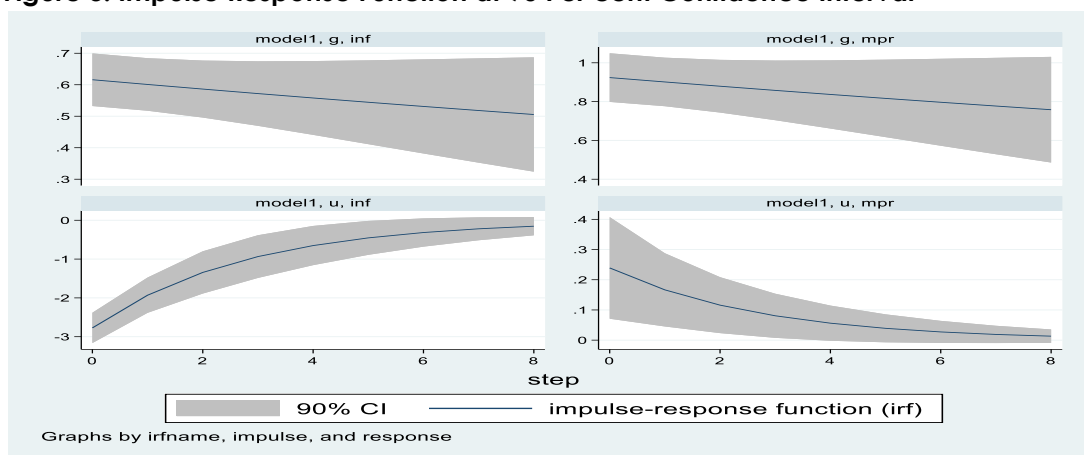 model1, g, inf
model1, g, mpr
.7
.6
.5
.4
.3
1
.8
.6
.4
model1, u, inf
model1, u, mpr
0
-1
-2
-3
.4
.3
.2
.1
0
0 2 4 6 8
0 2 4 6 8
step
90% CI impulse-response function (irf)
Graphs by irfname, impulse, and response